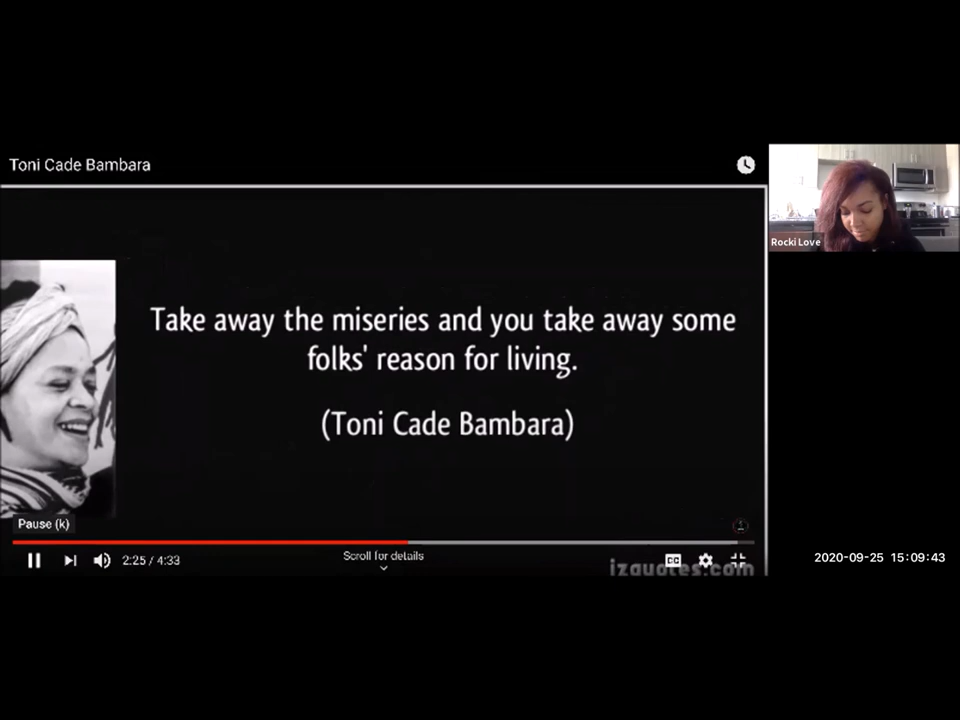 Toni Cade Bambara
Rocki Love
Take away the miseries and you take away some
folks' reason for living.
(Toni Cade Bambara)
Pause (k)
2:25 / 4:33
Scroll for details
CC
izquotes.com
2020-09-25 15:09:43